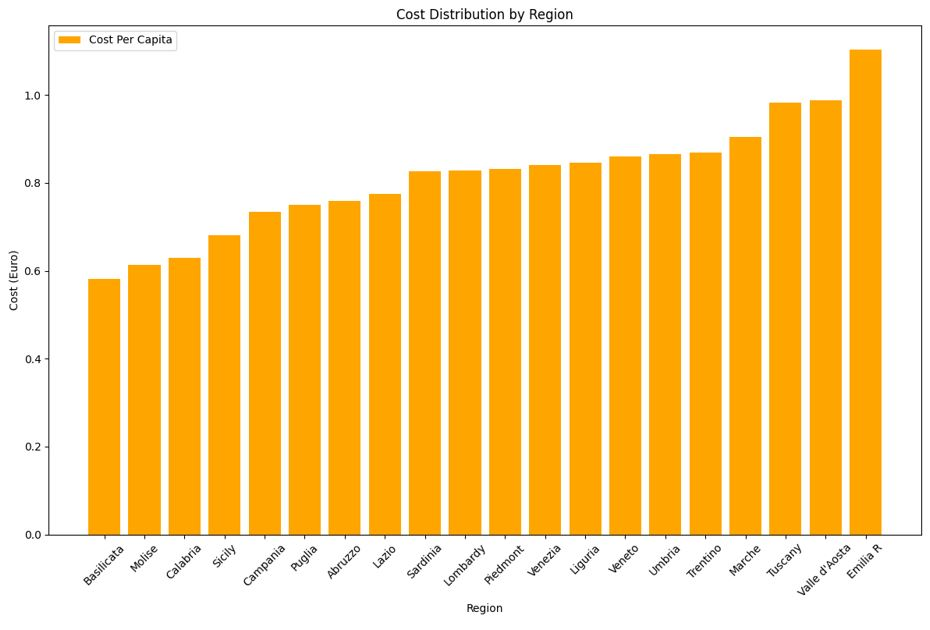 Cost Distribution by Region
Cost Per Capita
1.0
0.8
0.6
0.4
0.2
0.0
Cost (Euro)
Basilicata
Molise
Calabria
Sicily
Campania
Puglia
Abruzzo
Lazio
Sardinia
Lombardy
Piedmont
Venezia
Liguria
Veneto
Umbria
Trentino
Marche
Tuscany
Valle d'Aosta
Emilia R
Region